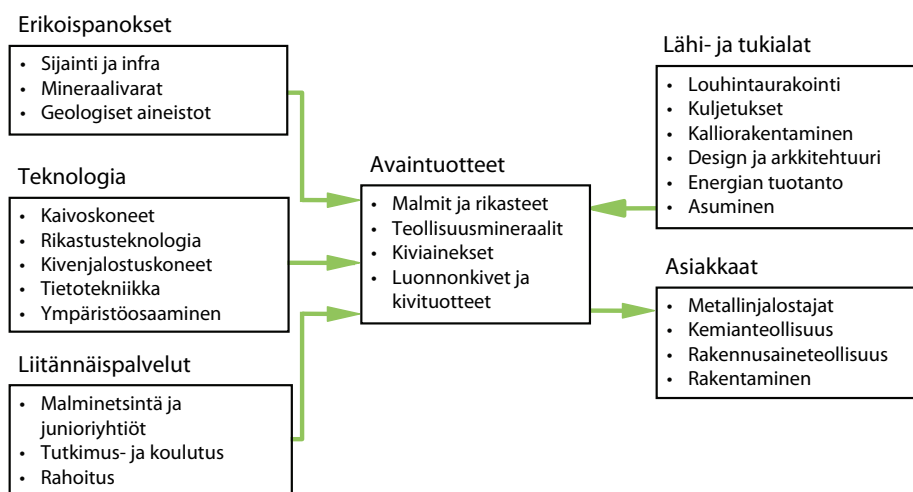 Erikoispanokset
• Sijainti ja infra
• Mineraalivarat
• Geologiset aineistot
Teknologia
• Kaivoskoneet
• Rikastusteknologia
• Kivenjalostuskoneet
• Tietotekniikka
• Ympäristöosaaminen
Liitännäispalvelut
• Malminetsintä ja
junioriyhtiöt
• Tutkimus- ja koulutus
• Rahoitus
Avaintuotteet
• Malmit ja rikasteet
• Teollisuusmineraalit
• Kiviainekset
• Luonnonkivet ja
kivituotteet
Lähi- ja tukialat
• Louhintaurakointi
• Kuljetukset
• Kalliorakentaminen
• Design ja arkkitehtuuri
• Energian tuotanto
• Asuminen
Asiakkaat
• Metallinjalostajat
• Kemianteollisuus
• Rakennusaineteollisuus
• Rakentaminen